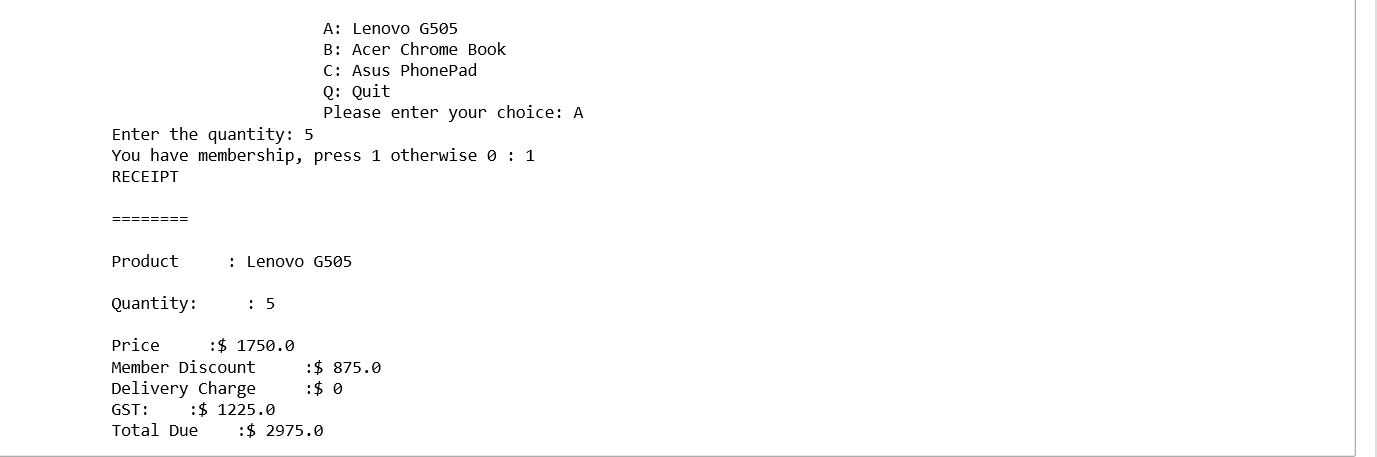 A: Lenovo G505
B: Acer Chrome Book
C: Asus PhonePad
Q: Quit
Please enter your choice: A
Enter the quantity: 5
You have membership, press 1 otherwise 0 : 1
RECEIPT
========
Product     : Lenovo G505
Quantity:     : 5
Price     :$ 1750.0
Member Discount     :$ 875.0
Delivery Charge     :$ 0
GST:    :$ 1225.0
Total Due    :$ 2975.0